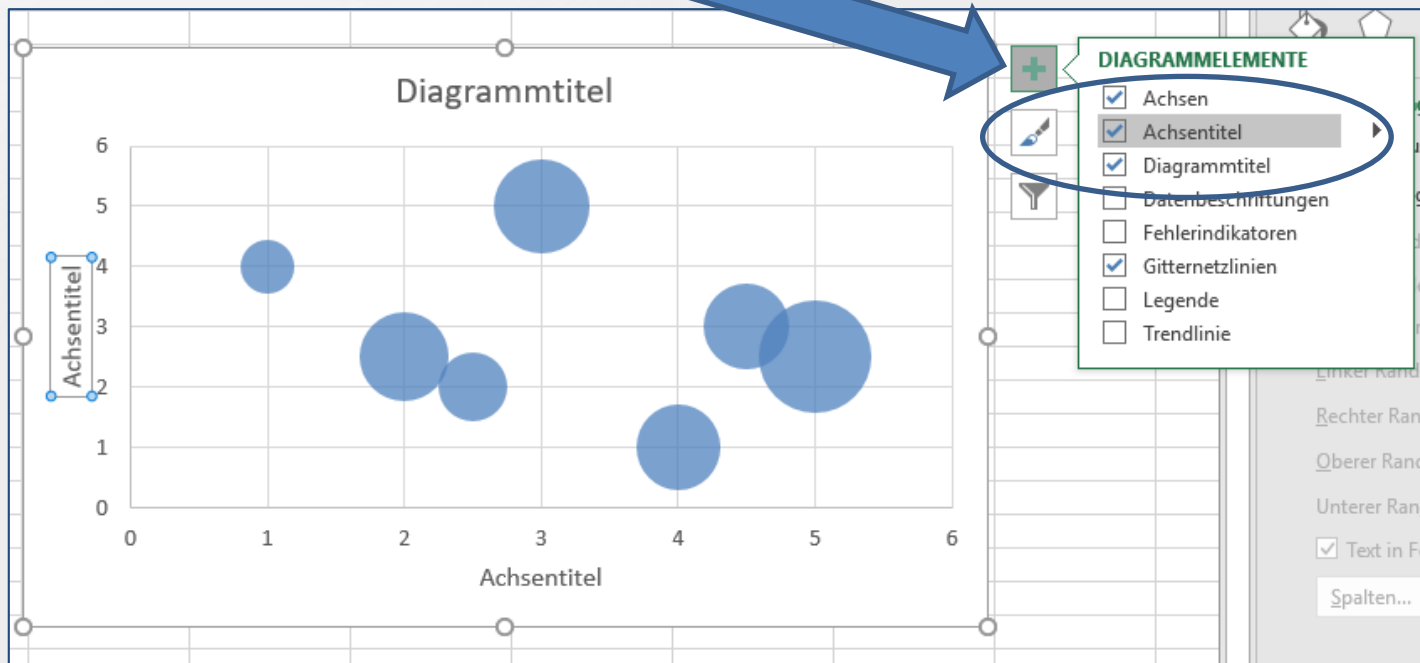 Diagrammtitel
6
5
4
3
2
1
0
Achsentitel
0 1 2 3 4 5 6
Achsentitel
DIAGRAMMELEMENTE
Achsen
Achsentitel
Diagrammtitel
Datenbeschriftungen
Fehlerindikatoren
Gitternetzlinien
Legende
Trendlinie
Linker Rand
Rechter Ran
Oberer Rand
Unterer Ran
Text in F
Spalten...